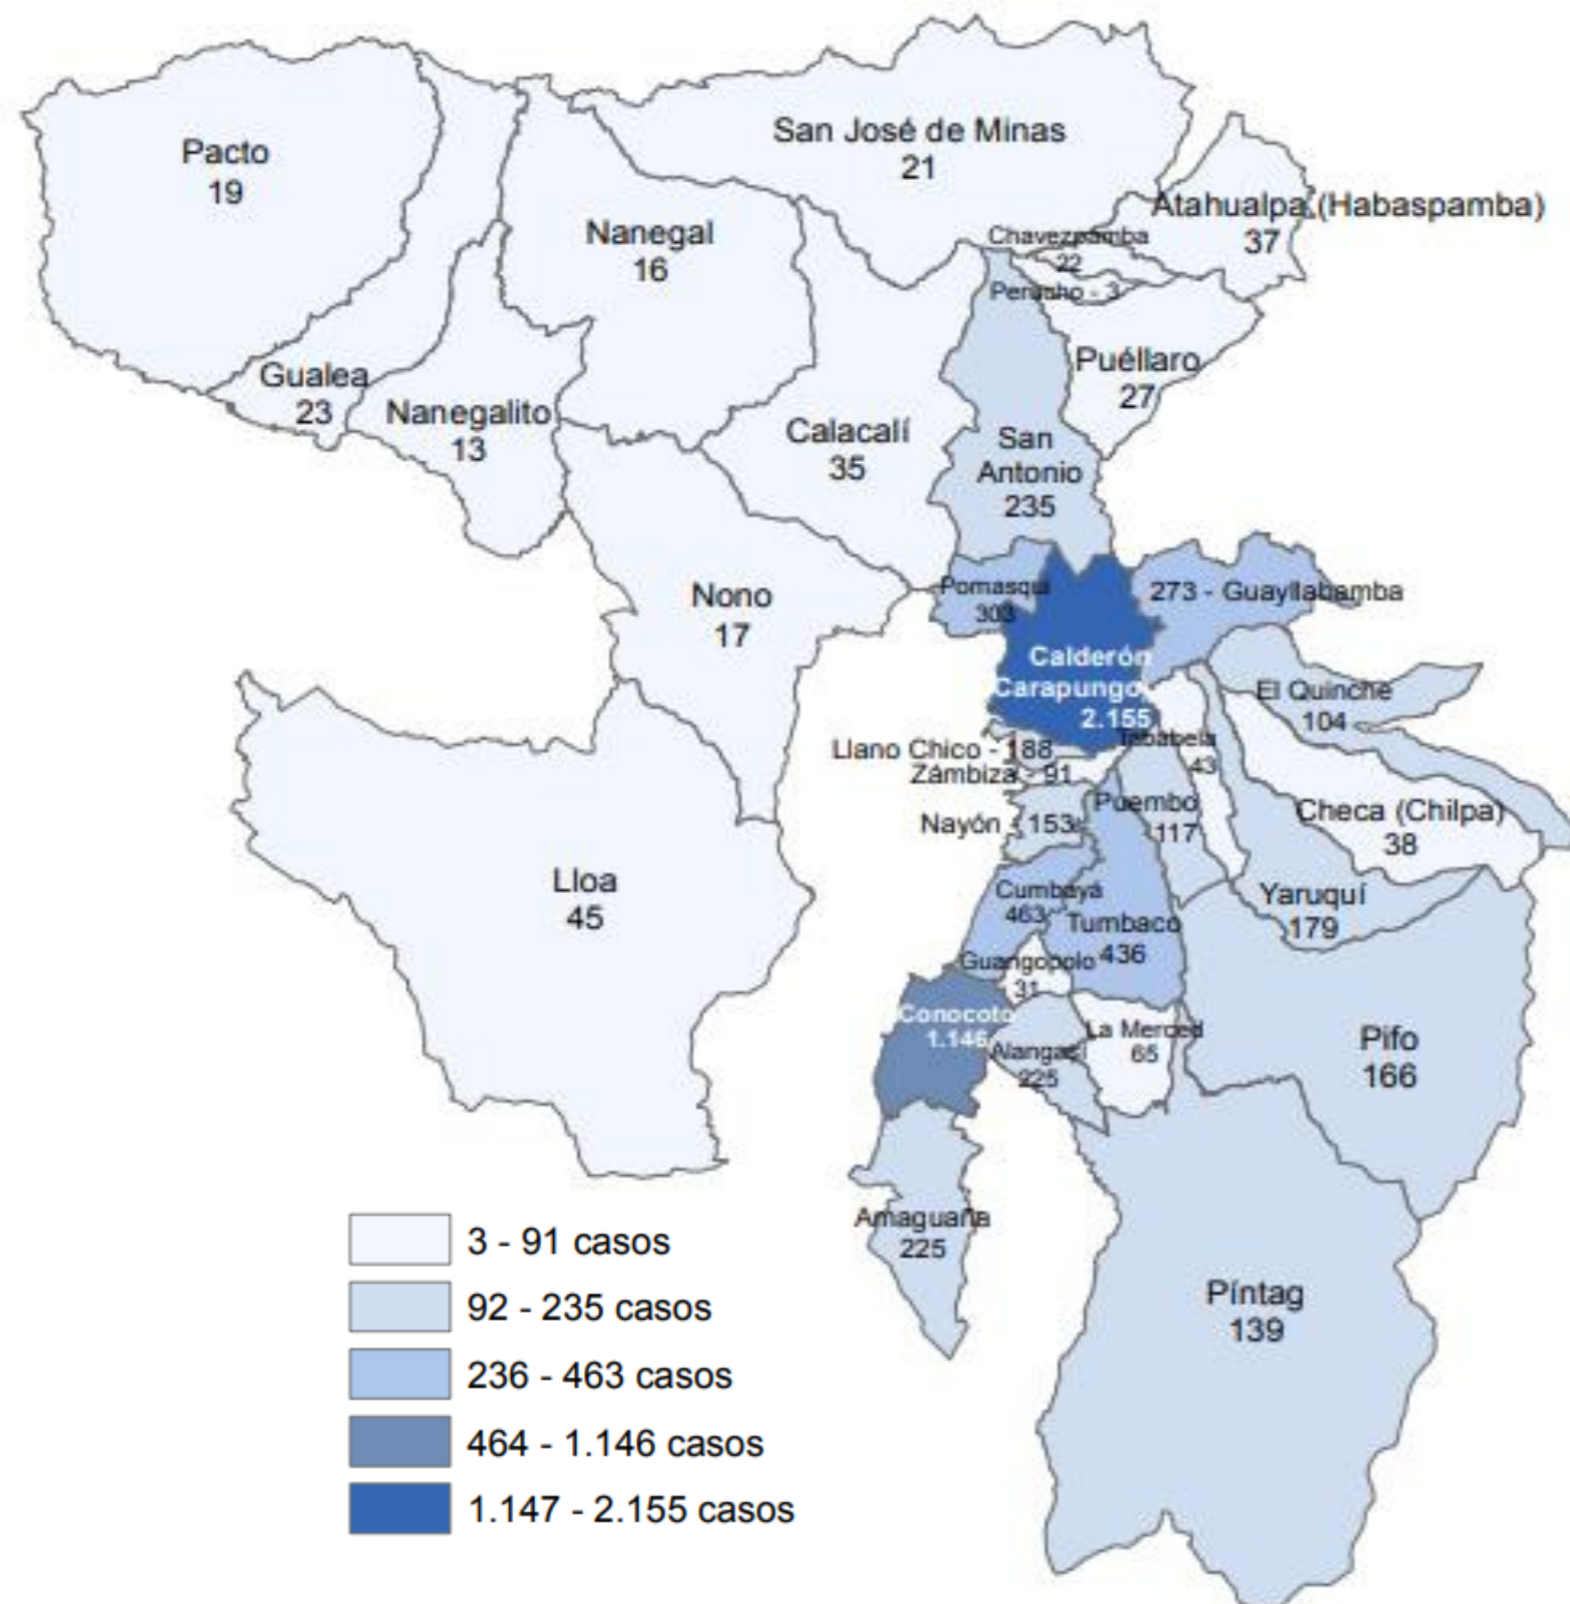 Pacto
19
San José de Minas
21
Atahualpa (Habaspamba)
37
Nanegal
16
Chavezpamba
22
Perucho - 3
Puéllaro
27
Gualea
23
Nanegalito
13
Calacalí
35
San
Antonio
235
Nono
17
Pomasqui
303
273 - Guayllabamba
Calderón
Carapungo,
2.155
El Quinche
104
Llano Chico - 188
Tababela
43
Zámbiza - 91
Nayón - 153
Puembo
117
Checa (Chilpa)
38
Lloa
45
Cumbayá
463
Tumbaco
436
Yaruquí
179
Guangopolo
31
Conocoto
1.146
Alangasí
225
La Merced
65
Pifo
166
Amaguaña
225
Píntag
139
3 - 91 casos
92 - 235 casos
236 - 463 casos
464 - 1.146 casos
1.147 - 2.155 casos